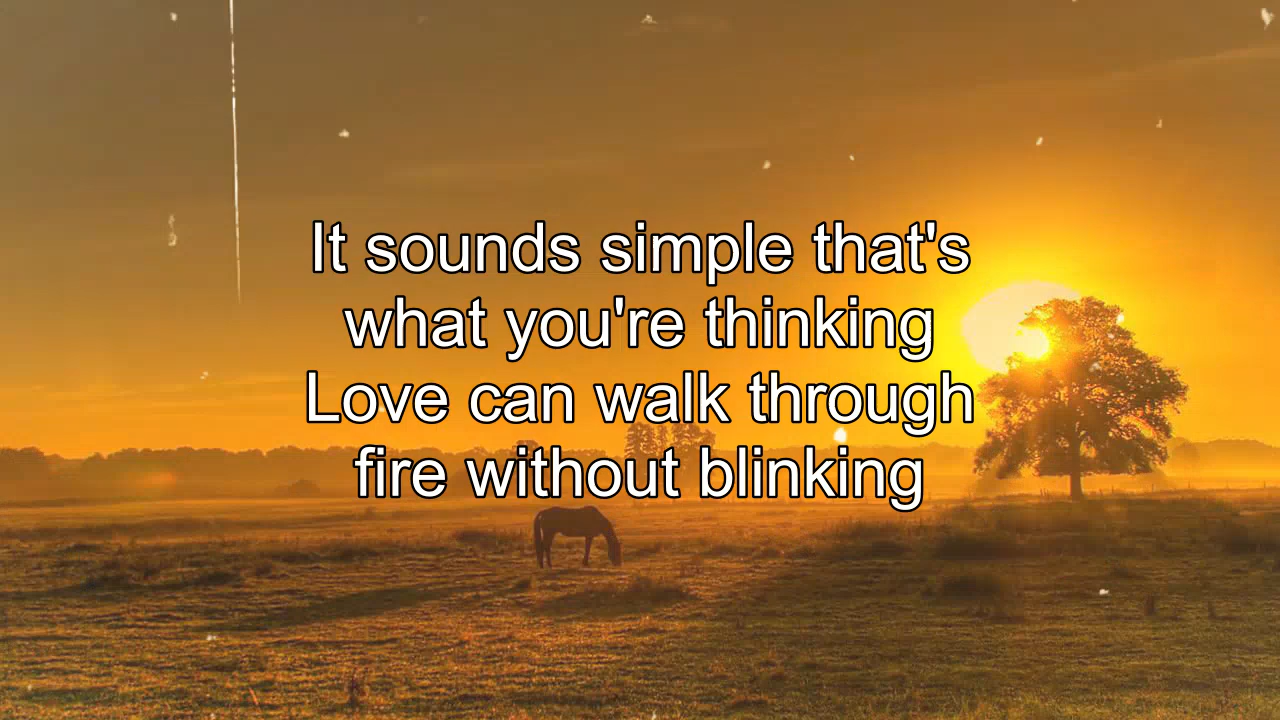 It sounds simple that's
what you're thinking
Love can walk through
fire without blinking